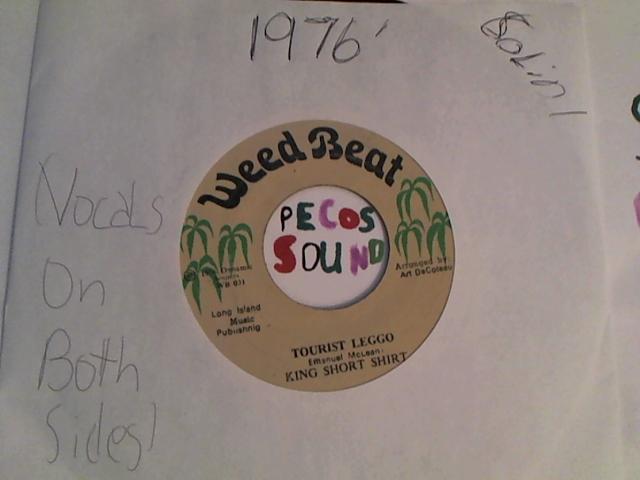 1976'
Weed Beat
PECOS
SOUND
Dynamic
Arranged by:
Art DeCoteau
Long Island
Music
Publishnig
TOURIST LEGGO
Emanuel McLean
KING SHORT SHIRT
Vocals
On
Both
Sides!